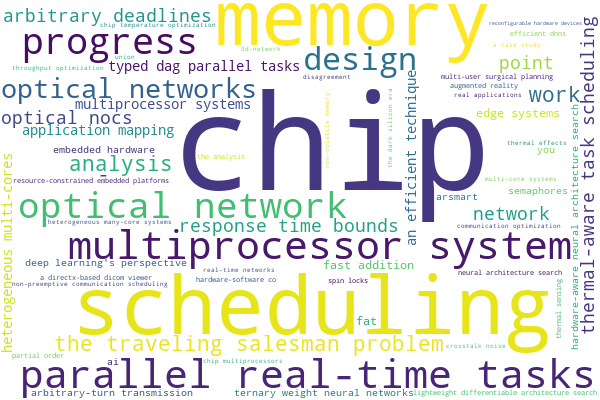 arbitrary deadlines
chip temperature optimization
memory
reconfigurable hardware devices
efficient dnns
progress
union
3d-network
design
a case study
throughput optimization
typed dag parallel tasks
point
disagreement
multi-user surgical planning
augmented reality
optical networks
multiprocessor systems
real applications
work
optical nocs
edge systems
application mapping
chip
thermal effects
embedded hardware
you
the analysis
analysis
multi-core systems
resource-constrained embedded platforms
semaphores
arsmart
optical network
network
heterogeneous many-core systems
response time bounds
communication optimization
multiprocessor system
deep learning's perspective
fast addition
real-time networks
neural architecture search
a directx-based dicom viewer
hardware-software co
non-preemptive communication scheduling
spin locks
scheduling
fat
the traveling salesman problem
crosstalk noise
partial order
ai
chip multiprocessors
parallel real-time tasks
arbitrary-turn transmission
ternary weight neural networks
lightweight differentiable architecture search
heterogeneous multi-cores
non-volatile memory
the dark silicon era
an efficient technique
thermal sensing
hardware-aware neural architecture search
thermal-aware task scheduling